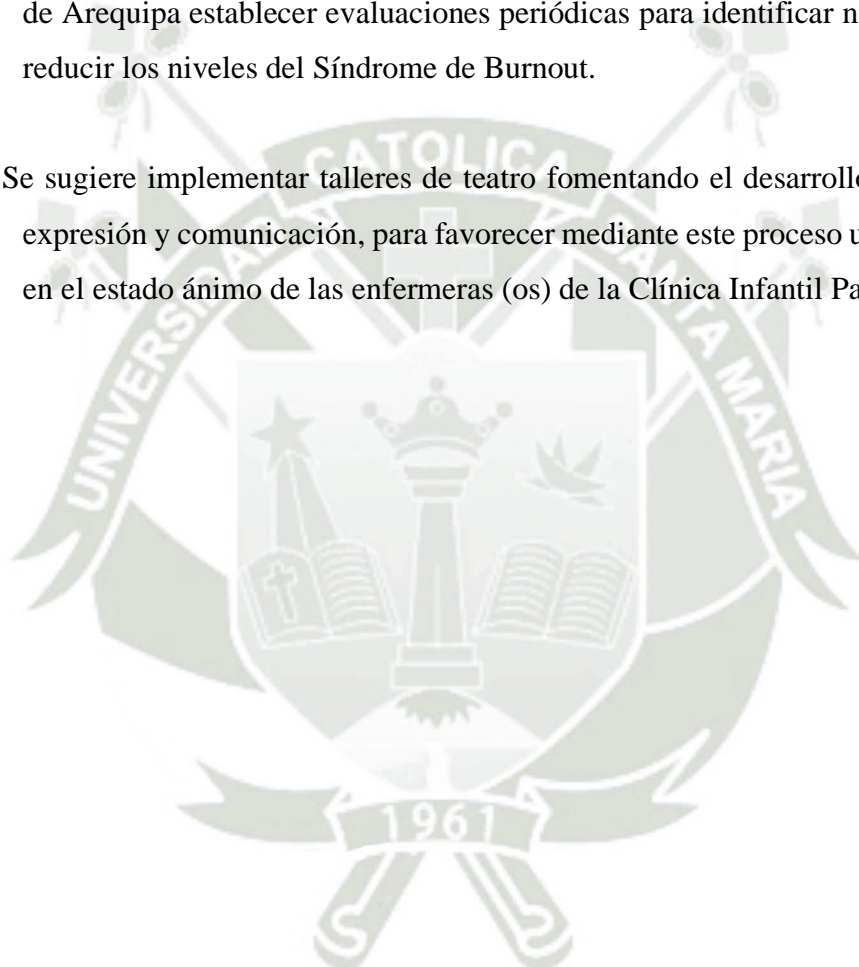 de Arequipa establecer evaluaciones periódicas para identificar n
reducir los niveles del Síndrome de Burnout.
Se sugiere implementar talleres de teatro fomentando el desarrollo
expresión y comunicación, para favorecer mediante este proceso u
en el estado ánimo de las enfermeras (os) de la Clínica Infantil Pa
UNIVERSIDAD CATOLICA SANTA MARIA
1961